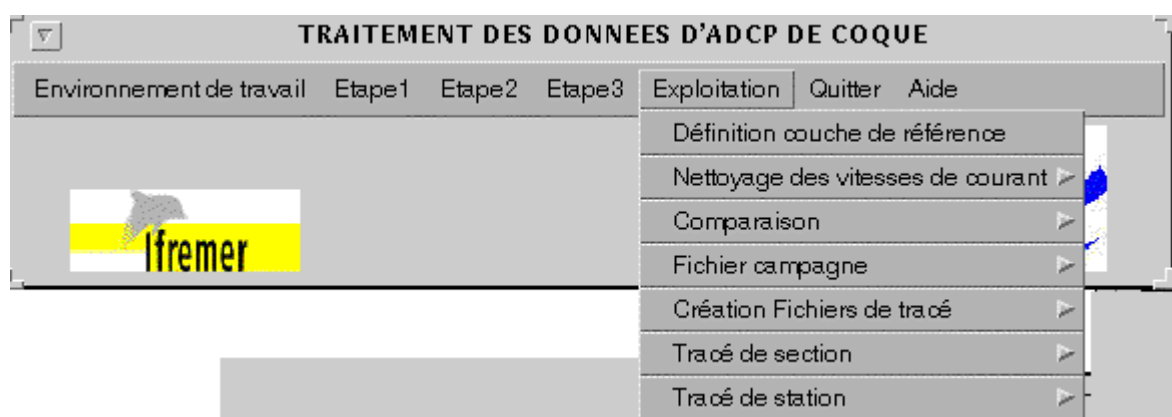 TRAITEMENT DES DONNEES D'ADCP DE COQUE
Environnement de travail Etape1 Etape2 Etape3 Exploitation Quitter Aide
Définition couche de référence
Nettoyage des vitesses de courant
Comparaison
Fichier campagne
Création Fichiers de tracé
Tracé de section
Tracé de station
Ifremer